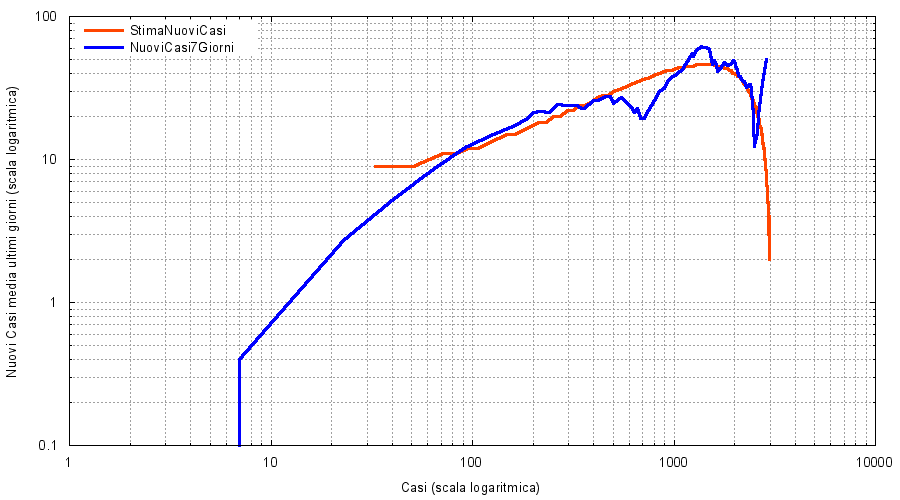 100
StimaNuoviCasi
NuoviCasi7Giorni
10
1
0.1
Nuovi Casi media ultimi giorni (scala logaritmica)
1 10 100 1000 10000
Casi (scala logaritmica)